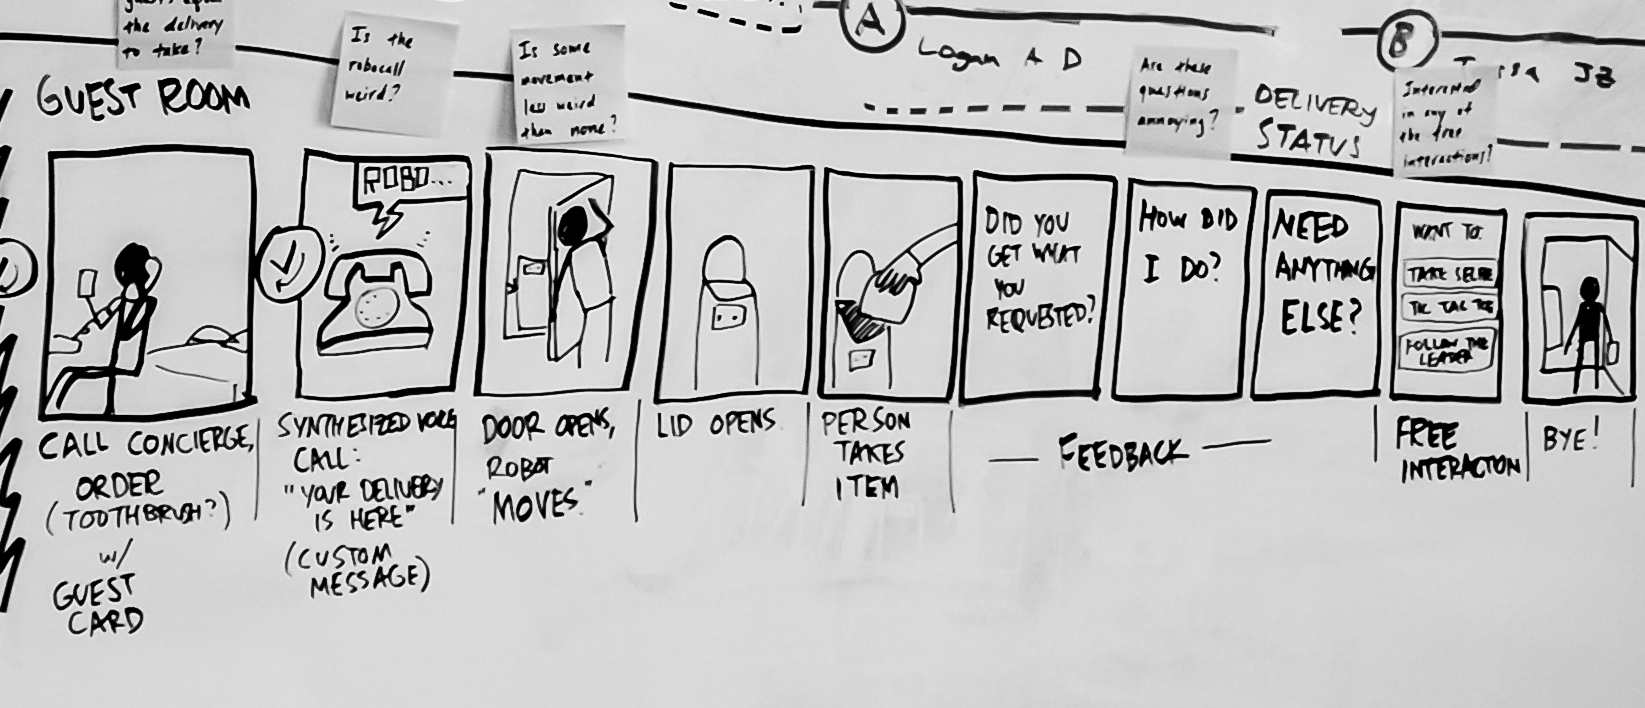 the delivery
to take?
Is the
robocall
weird?
Is some
movement
less weird
than none?
A
Logan A D
Are these
questions
annoying?
DELIVERY
STATUS
B
JB
Interested
in any of
the free
interactions?
GUEST ROOM
ROBO...
DID YOU
GET WHAT
YOU
REQUESTED?
HOW DID
I DO?
NEED
ANYTHING
ELSE?
WANT TO:
TAKE SELFIE
TIC TAC TOE
FOLLOW THE
LEADER
CALL CONCIERGE,
ORDER
(TOOTHBRUSH?)
w/
GUEST
CARD
SYNTHESIZED VOICE
CALL:
"YOUR DELIVERY
IS HERE"
(CUSTOM
MESSAGE)
DOOR OPENS,
ROBOT
"MOVES."
LID OPENS.
PERSON
TAKES
ITEM
— FEEDBACK —
FREE
INTERACTON
BYE!